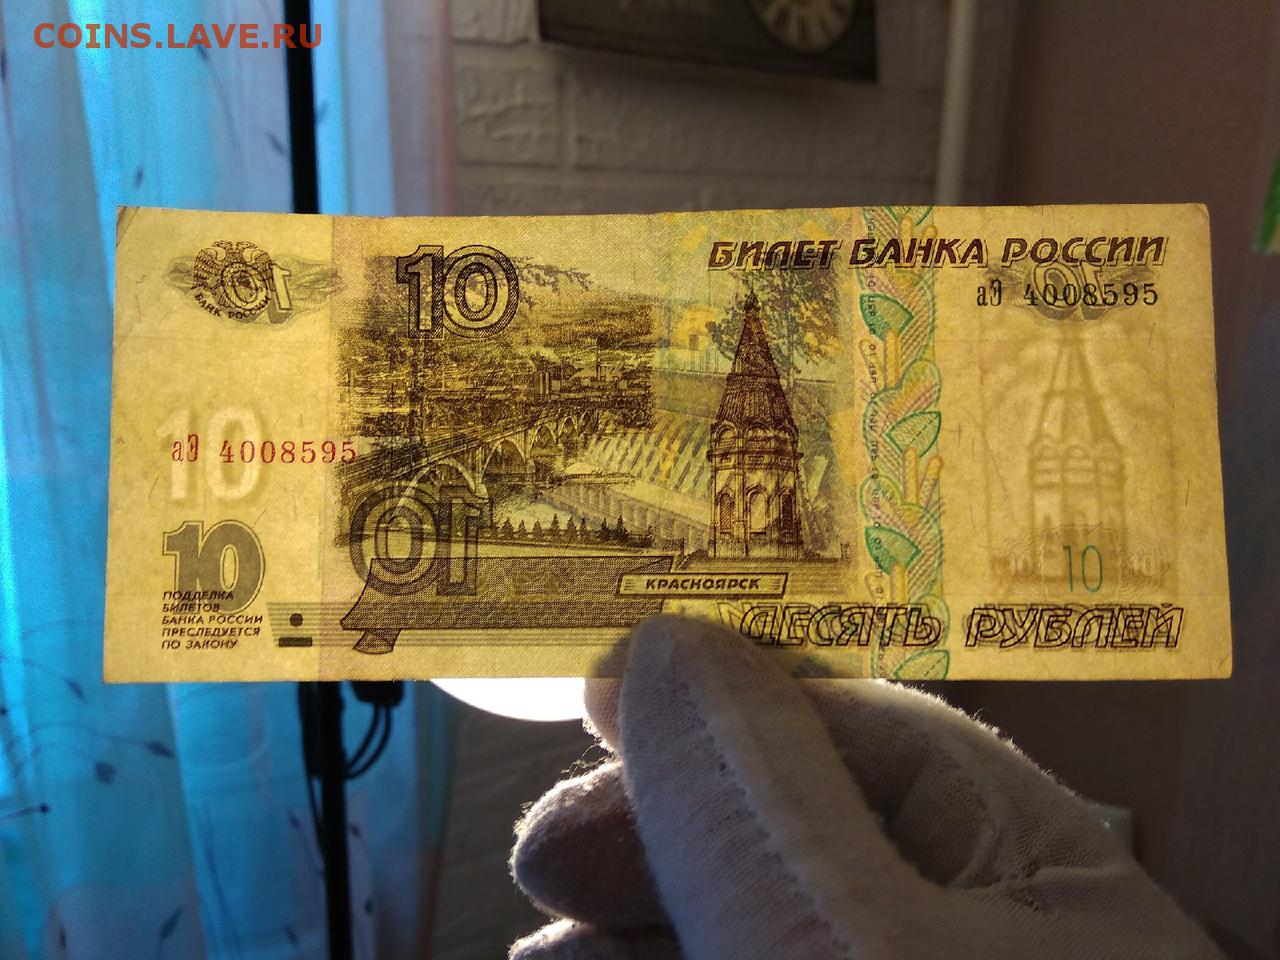 COINS.LAVE.RU
10
БИЛЕТ БАНКА РОССИИ
БАНК РОССИИ
аЭ 4008595
10
аЭ 4008595
10
КРАСНОЯРСК
10
ПОДДЕЛКА
БИЛЕТОВ
БАНКА РОССИИ
ПРЕСЛЕДУЕТСЯ
ПО ЗАКОНУ
ДЕСЯТЬ РУБЛЕЙ